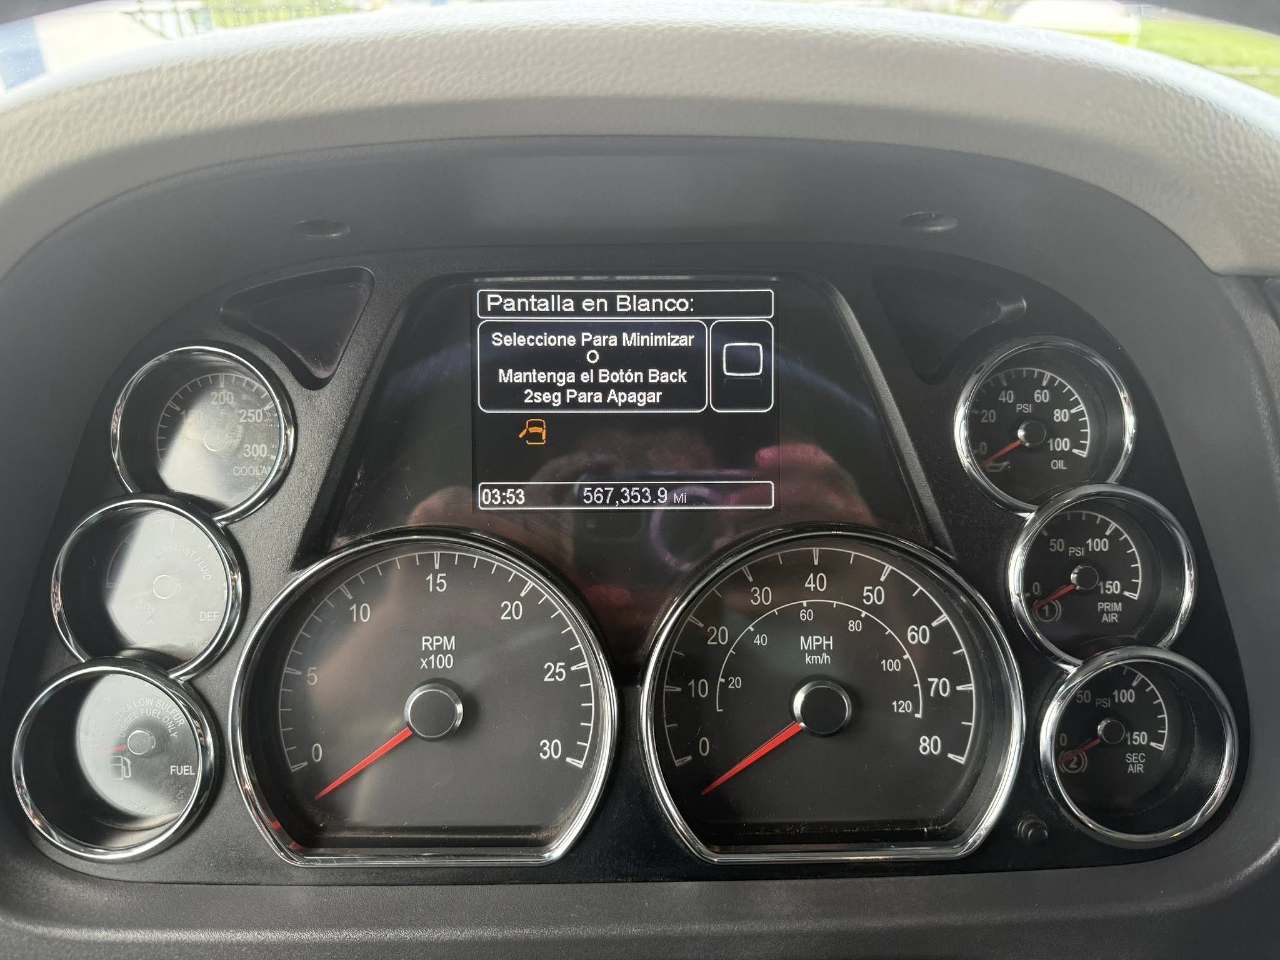 Pantalla en Blanco:
Seleccione Para Minimizar
O
Mantenga el Botón Back
2seg Para Apagar
03:53 567,353.9 Mi
200
250
300
DEF
FUEL
0
5
10
15
20
25
30
RPM
x100
0
10
20
30
40
50
60
70
80
20
40
60
80
100
120
MPH
km/h
0
20
40
60
80
100
PSI
OIL
0
50
100
150
PSI
1
PRIM
AIR
0
50
100
150
PSI
2
SEC
AIR